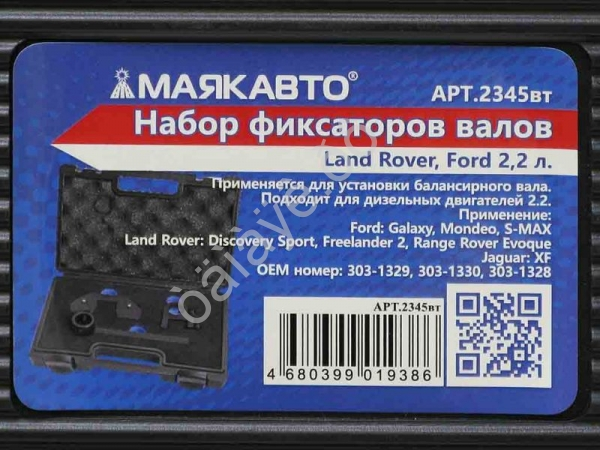 МАЯКАВТО®
АРТ.2345вт
Набор фиксаторов валов
Land Rover, Ford 2,2 л.
Применяется для установки балансирного вала.
Подходит для дизельных двигателей 2.2.
Применение:
Ford: Galaxy, Mondeo, S-MAX
Land Rover: Discovery Sport, Freelander 2, Range Rover Evoque
Jaguar: XF
ОЕМ номер: 303-1329, 303-1330, 303-1328
АРТ.2345вт
4 680399 019386